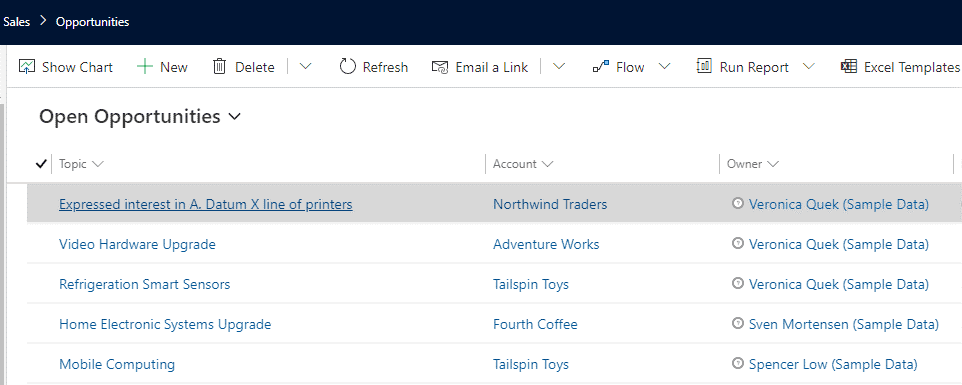 Sales > Opportunities
Show Chart New Delete Refresh Email a Link Flow Run Report Excel Templates
Open Opportunities
Topic Account Owner
Expressed interest in A. Datum X line of printers Northwind Traders Veronica Quek (Sample Data)
Video Hardware Upgrade Adventure Works Veronica Quek (Sample Data)
Refrigeration Smart Sensors Tailspin Toys Veronica Quek (Sample Data)
Home Electronic Systems Upgrade Fourth Coffee Sven Mortensen (Sample Data)
Mobile Computing Tailspin Toys Spencer Low (Sample Data)